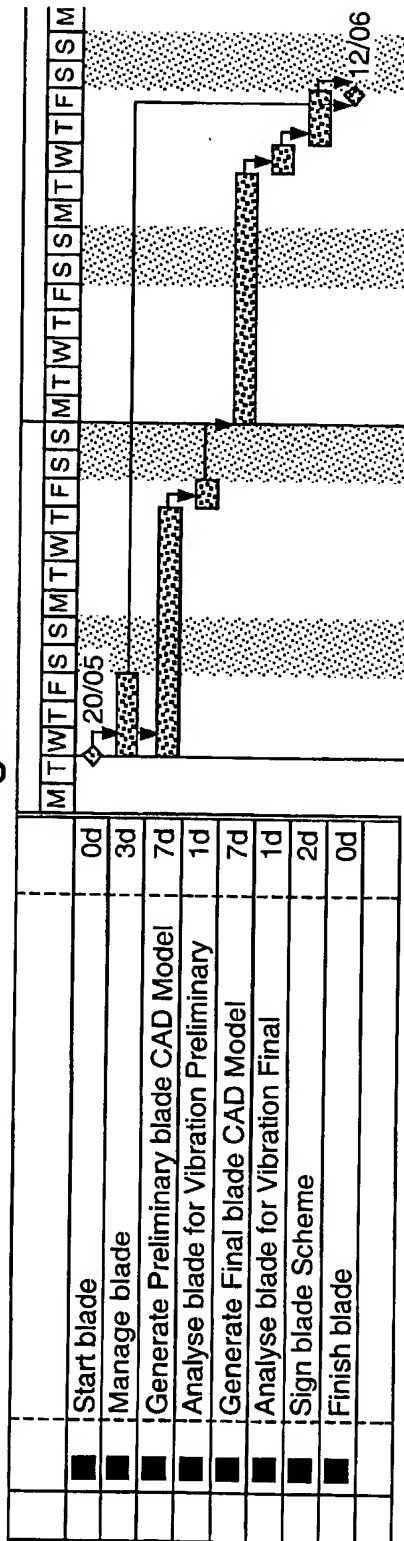 M T W T F S S M T W T F S S M T W T F S S M T W T F S S M
Start blade 0d 20/05
Manage blade 3d
Generate Preliminary blade CAD Model 7d
Analyse blade for Vibration Preliminary 1d
Generate Final blade CAD Model 7d
Analyse blade for Vibration Final 1d
Sign blade Scheme 2d
Finish blade 0d 12/06